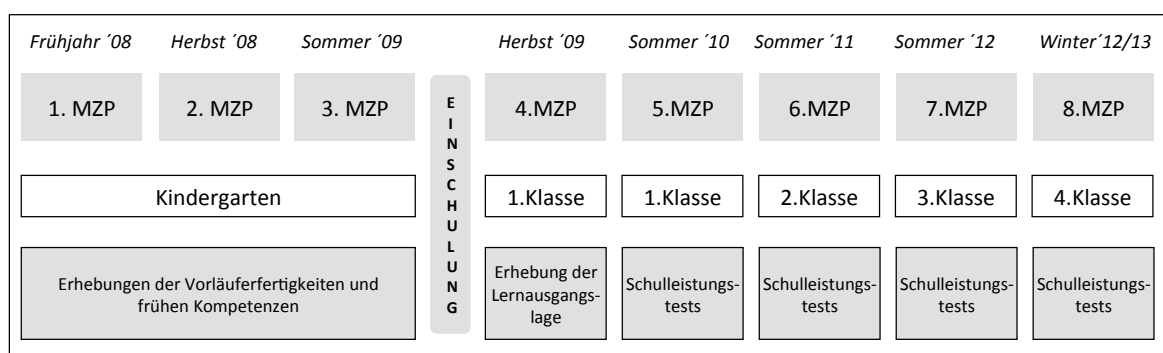 Frühjahr ´08 Herbst ´08 Sommer ´09 Herbst ´09 Sommer ´10 Sommer ´11 Sommer ´12 Winter´12/13
1. MZP 2. MZP 3. MZP 4.MZP 5.MZP 6.MZP 7.MZP 8.MZP
EINSCHULUNG
Kindergarten 1.Klasse 1.Klasse 2.Klasse 3.Klasse 4.Klasse
Erhebungen der Vorläuferfertigkeiten und
frühen Kompetenzen
Erhebung der
Lernausgangs-
lage
Schulleistungs-
tests
Schulleistungs-
tests
Schulleistungs-
tests
Schulleistungs-
tests